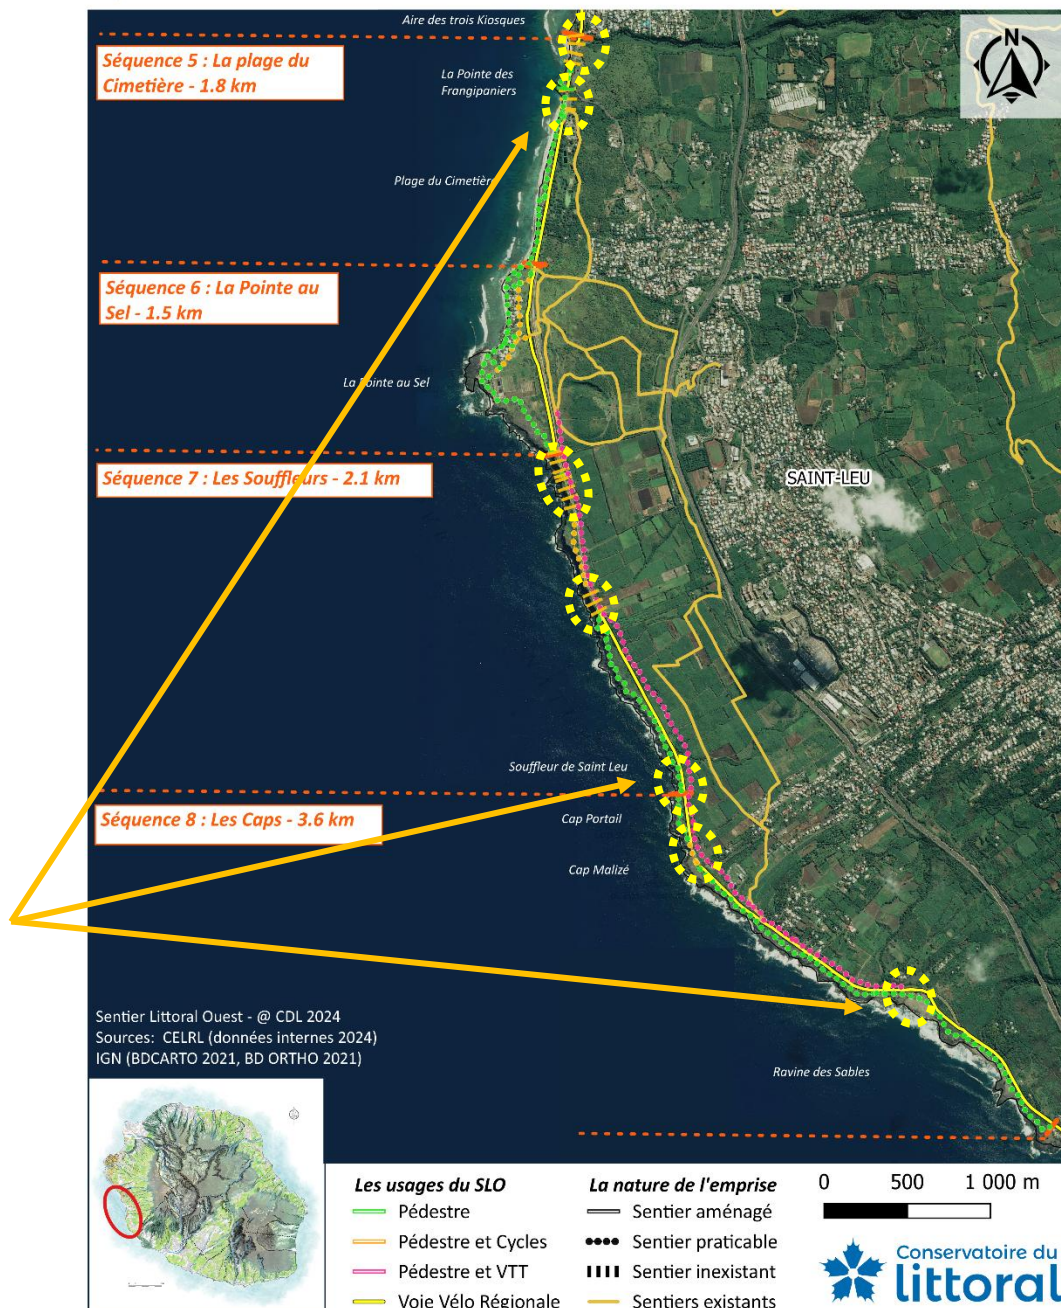 Aire des trois Kiosques
N
Séquence 5 : La plage du
Cimetière - 1.8 km
La Pointe des
Frangipaniers
Plage du Cimetièr
Séquence 6 : La Pointe au
Sel - 1.5 km
La Pointe au Sel
Séquence 7 : Les Souffleurs - 2.1 km
SAINT-LEU
Souffleur de Saint Leu
Séquence 8 : Les Caps - 3.6 km
Cap Portail
Cap Malizé
Sentier Littoral Ouest - @ CDL 2024
Sources: CELRL (données internes 2024)
IGN (BDCARTO 2021, BD ORTHO 2021)
Ravine des Sables
Les usages du SLO
Pédestre
Pédestre et Cycles
Pédestre et VTT
Voie Vélo Régionale
La nature de l'emprise
Sentier aménagé
Sentier praticable
Sentier inexistant
Sentiers existants
0 500 1 000 m
Conservatoire du
littoral